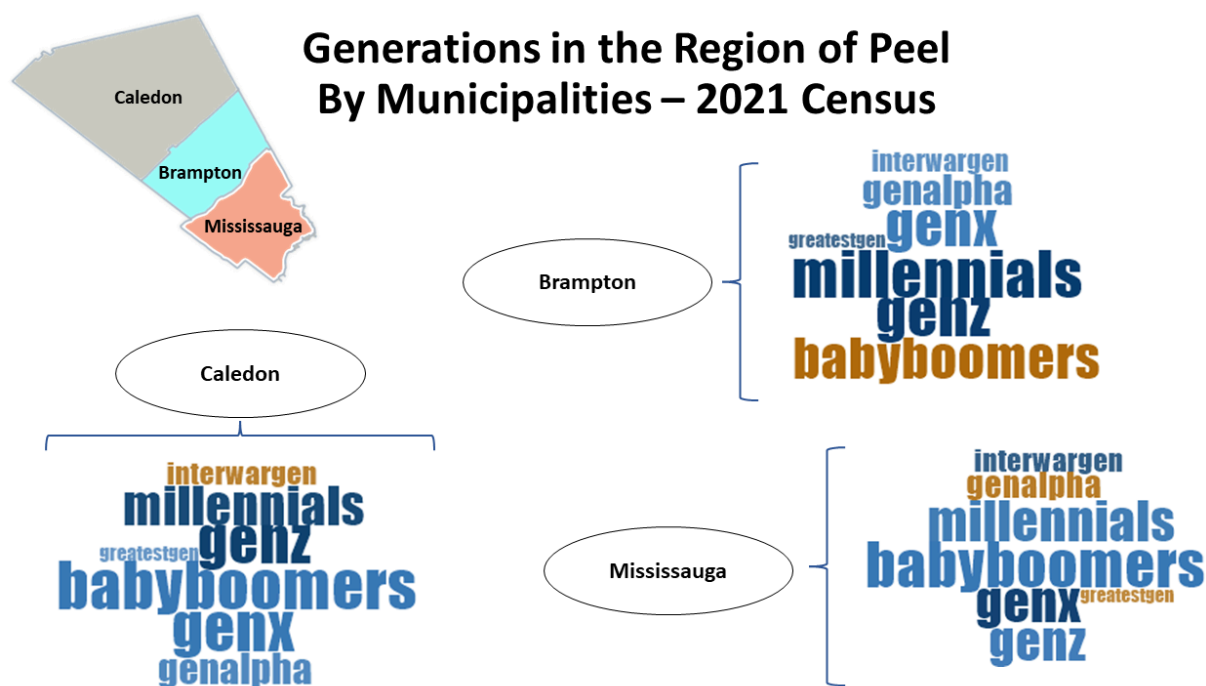 Generations in the Region of Peel
By Municipalities – 2021 Census
Caledon
Brampton
Mississauga
Brampton
interwargen
genalpha
genx
greatestgen
millennials
genz
babyboomers
Caledon
interwargen
millennials
genz
greatestgen
babyboomers
genx
genalpha
Mississauga
interwargen
genalpha
millennials
babyboomers
genx
greatestgen
genz